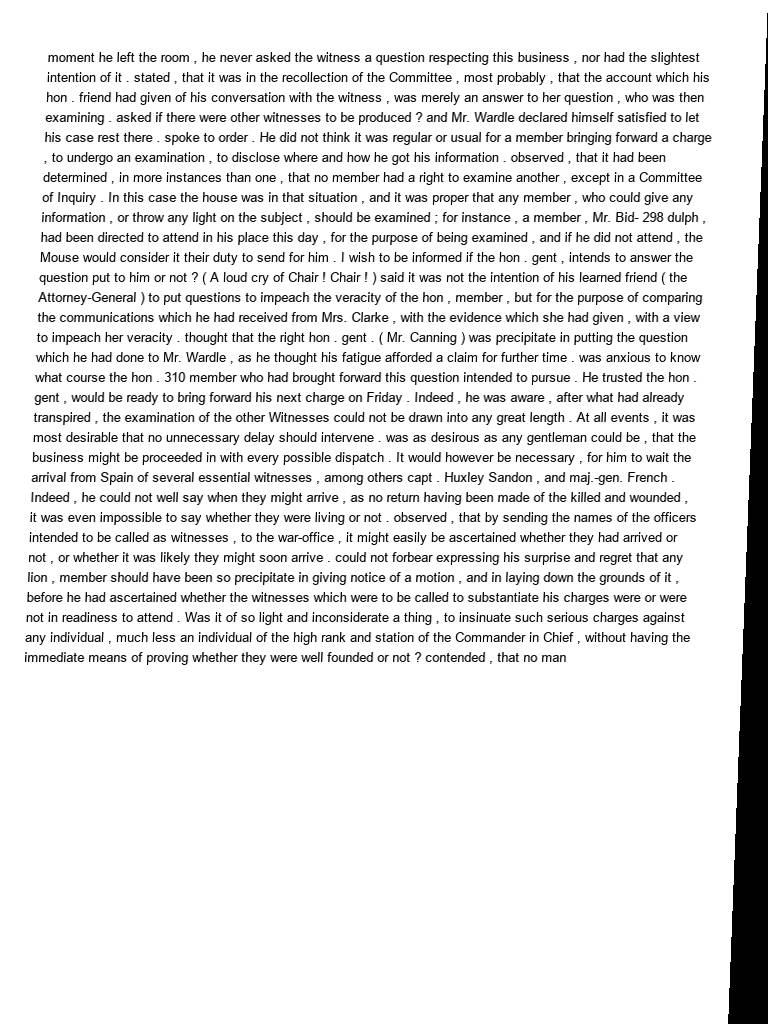 moment he left the room , he never asked the witness a question respecting this business , nor had the slightest
intention of it . stated , that it was in the recollection of the Committee , most probably , that the account which his
hon . friend had given of his conversation with the witness , was merely an answer to her question , who was then
examining . asked if there were other witnesses to be produced ? and Mr. Wardle declared himself satisfied to let
his case rest there . spoke to order . He did not think it was regular or usual for a member bringing forward a charge
, to undergo an examination , to disclose where and how he got his information . observed , that it had been
determined , in more instances than one , that no member had a right to examine another , except in a Committee
of Inquiry . In this case the house was in that situation , and it was proper that any member , who could give any
information , or throw any light on the subject , should be examined ; for instance , a member , Mr. Bid- 298 dulph ,
had been directed to attend in his place this day , for the purpose of being examined , and if he did not attend , the
Mouse would consider it their duty to send for him . I wish to be informed if the hon . gent , intends to answer the
question put to him or not ? ( A loud cry of Chair ! Chair ! ) said it was not the intention of his learned friend ( the
Attorney-General ) to put questions to impeach the veracity of the hon , member , but for the purpose of comparing
the communications which he had received from Mrs. Clarke , with the evidence which she had given , with a view
to impeach her veracity . thought that the right hon . gent . ( Mr. Canning ) was precipitate in putting the question
which he had done to Mr. Wardle , as he thought his fatigue afforded a claim for further time . was anxious to know
what course the hon . 310 member who had brought forward this question intended to pursue . He trusted the hon .
gent , would be ready to bring forward his next charge on Friday . Indeed , he was aware , after what had already
transpired , the examination of the other Witnesses could not be drawn into any great length . At all events , it was
most desirable that no unnecessary delay should intervene . was as desirous as any gentleman could be , that the
business might be proceeded in with every possible dispatch . It would however be necessary , for him to wait the
arrival from Spain of several essential witnesses , among others capt . Huxley Sandon , and maj.-gen. French .
Indeed , he could not well say when they might arrive , as no return having been made of the killed and wounded ,
it was even impossible to say whether they were living or not . observed , that by sending the names of the officers
intended to be called as witnesses , to the war-office , it might easily be ascertained whether they had arrived or
not , or whether it was likely they might soon arrive . could not forbear expressing his surprise and regret that any
lion , member should have been so precipitate in giving notice of a motion , and in laying down the grounds of it ,
before he had ascertained whether the witnesses which were to be called to substantiate his charges were or were
not in readiness to attend . Was it of so light and inconsiderate a thing , to insinuate such serious charges against
any individual , much less an individual of the high rank and station of the Commander in Chief , without having the
immediate means of proving whether they were well founded or not ? contended , that no man